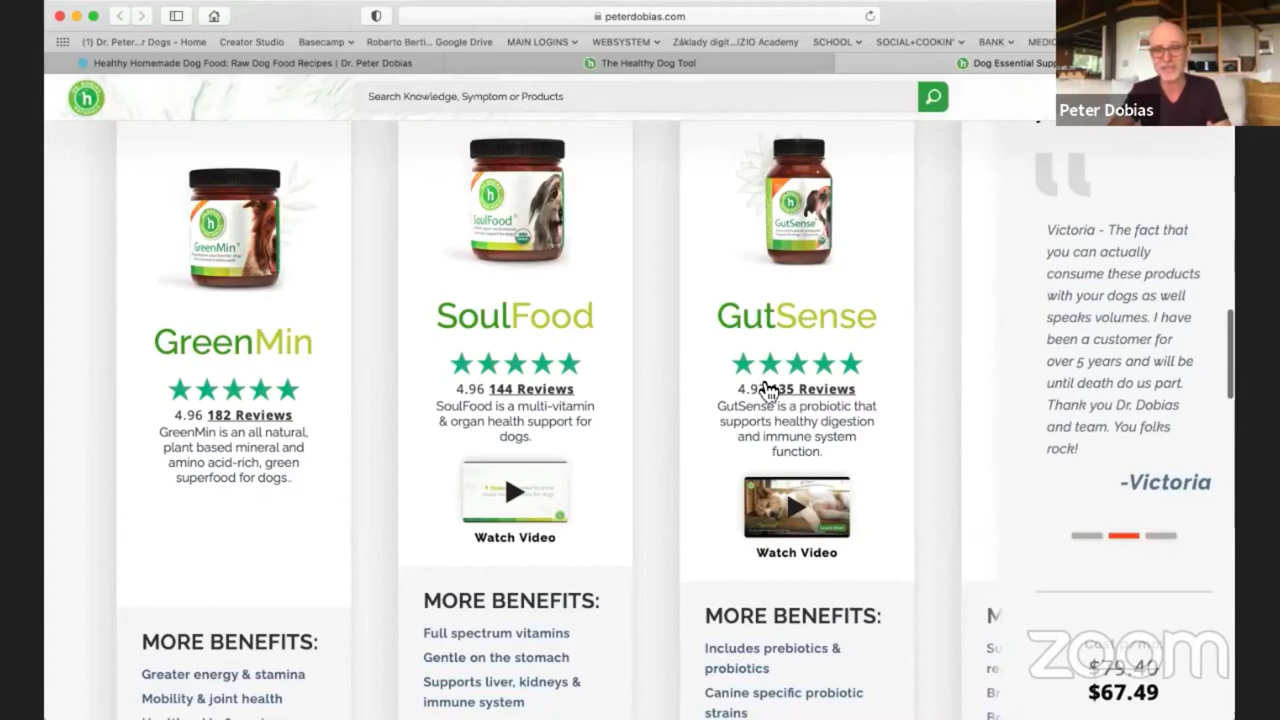 peterdobias.com
(1) Dr. Peter...r Dogs - Home
Creator Studio
Basecamp
Roberto Berti... Google Drive
MAIN LOGINS
WEBSYSTEM
Základy digit...IZIO Academy
SCHOOL
SOCIAL+COOKIN'
BANK
Healthy Homemade Dog Food: Raw Dog Food Recipes | Dr. Peter Dobias
The Healthy Dog Tool
Dog Essential Sup
Peter Dobias
h
Search Knowledge, Symptom or Products
h
GreenMin
h
SoulFood
h
GutSense
GreenMin
4.96 182 Reviews
GreenMin is an all natural,
plant based mineral and
amino acid-rich, green
superfood for dogs..
MORE BENEFITS:
Greater energy & stamina
Mobility & joint health
SoulFood
4.96 144 Reviews
SoulFood is a multi-vitamin
& organ health support for
dogs.
Watch Video
MORE BENEFITS:
Full spectrum vitamins
Gentle on the stomach
Supports liver, kidneys &
immune system
GutSense
35 Reviews
GutSense is a probiotic that
supports healthy digestion
and immune system
function.
Watch Video
MORE BENEFITS:
Includes prebiotics &
probiotics
Canine specific probiotic
strains
Victoria - The fact that
you can actually
consume these products
with your dogs as well
speaks volumes. I have
been a customer for
over 5 years and will be
until death do us part.
Thank you Dr. Dobias
and team. You folks
rock!
-Victoria
zoom
$79.40
$67.49